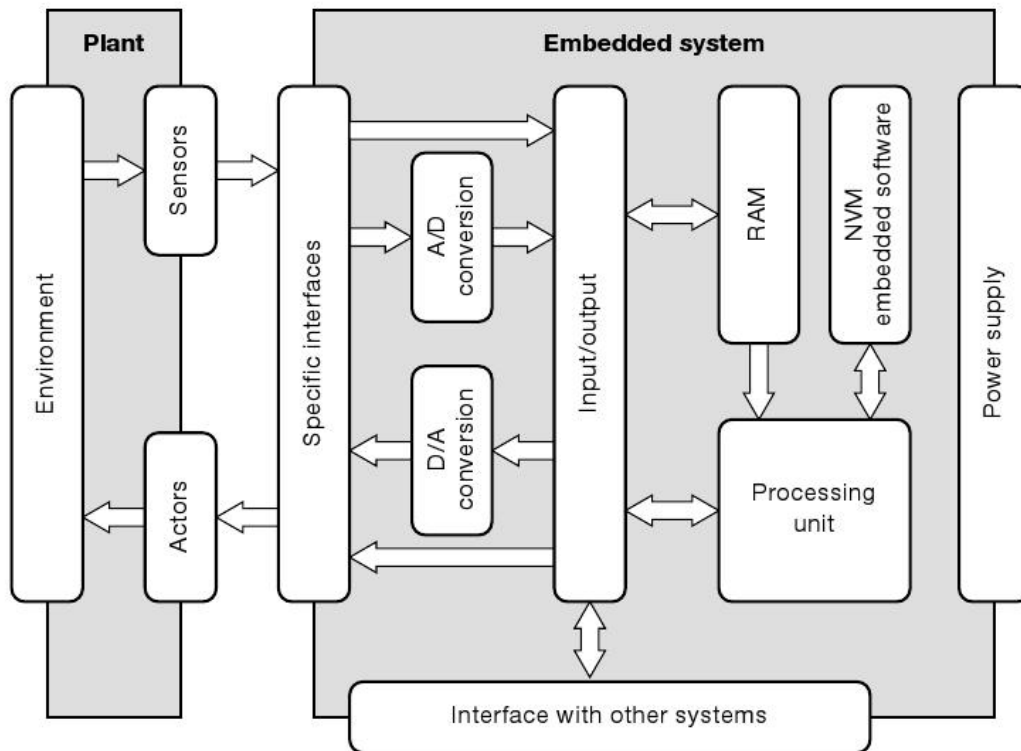 Plant
Embedded system
Environment
Sensors
Actors
Specific interfaces
A/D
conversion
D/A
conversion
Input/output
RAM
NVM
embedded software
Processing
unit
Power supply
Interface with other systems